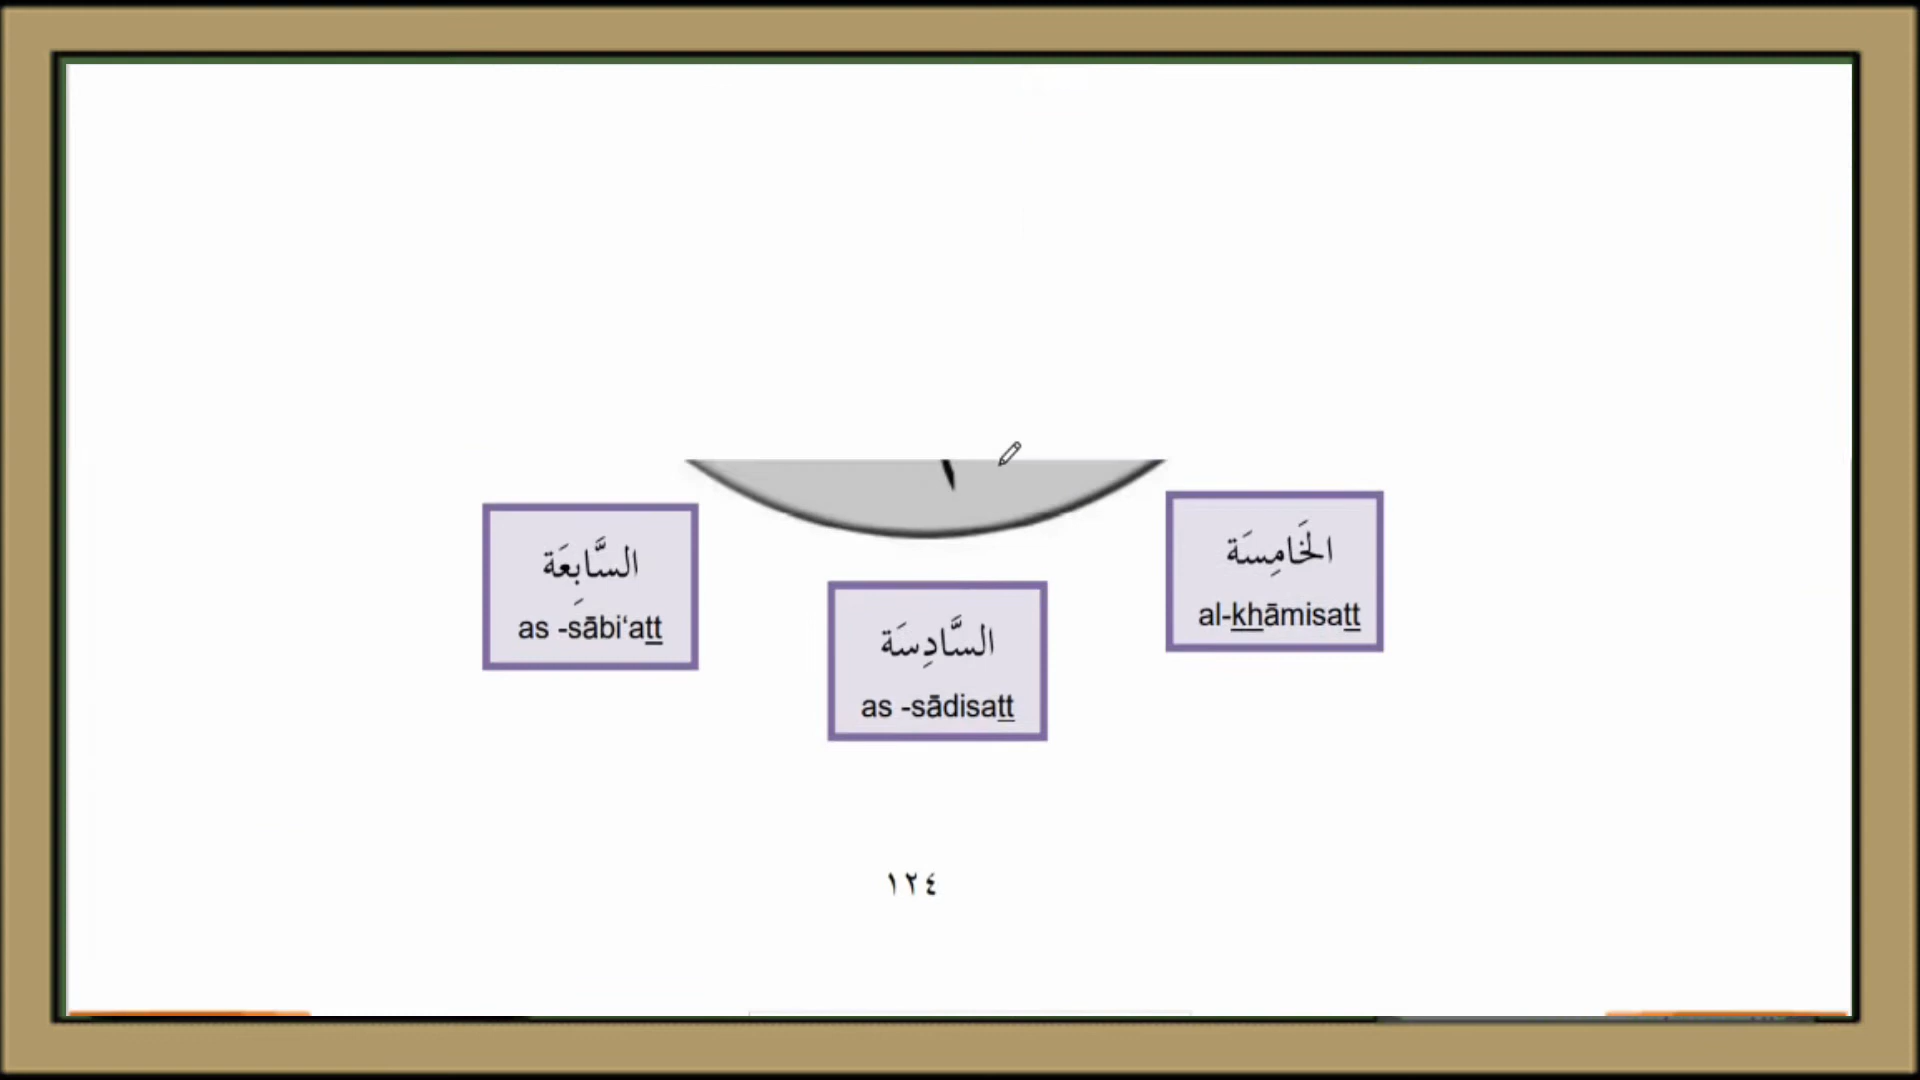 الخَامِسَة
al-khāmisatt
السَّابِعَة
as -sābi‘att
السَّادِسَة
as -sādisatt
١٢٤